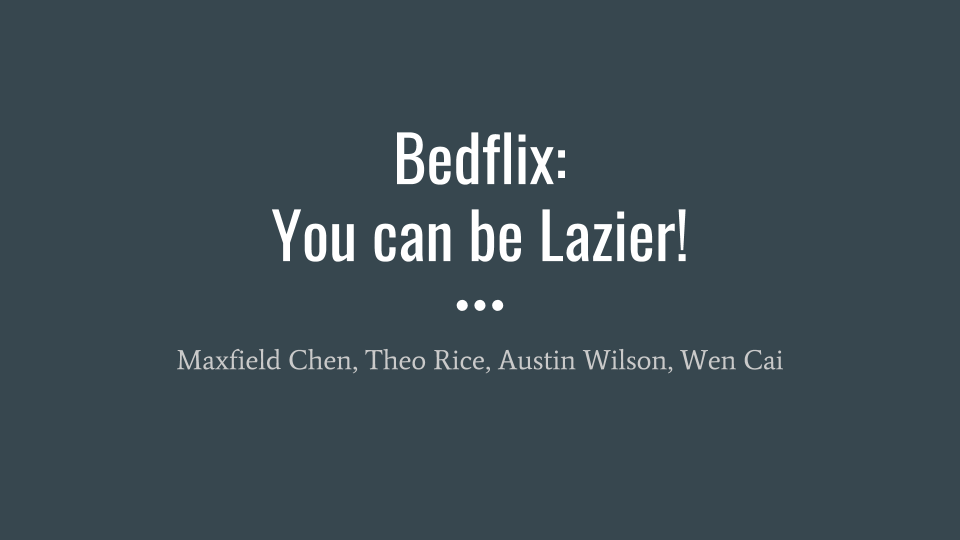 Bedflix:
You can be Lazier!
Maxfield Chen, Theo Rice, Austin Wilson, Wen Cai